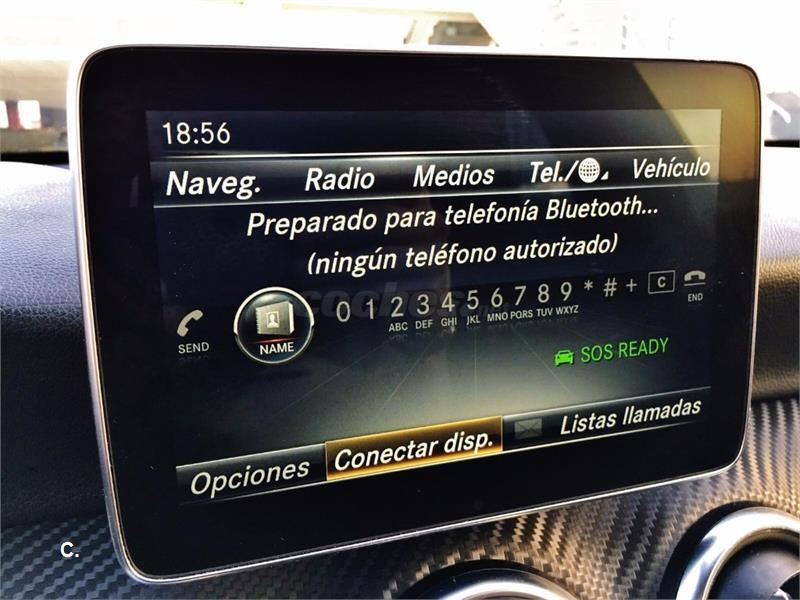 18:56
Naveg. Radio Medios Tel./ Vehículo
Preparado para telefonía Bluetooth...
(ningún teléfono autorizado)
SEND NAME 0 1 2 3 4 5 6 7 8 9 * # + C END
ABC DEF GHI JKL MNO PQRS TUV WXYZ
SOS READY
Opciones Conectar disp. Listas llamadas
C.